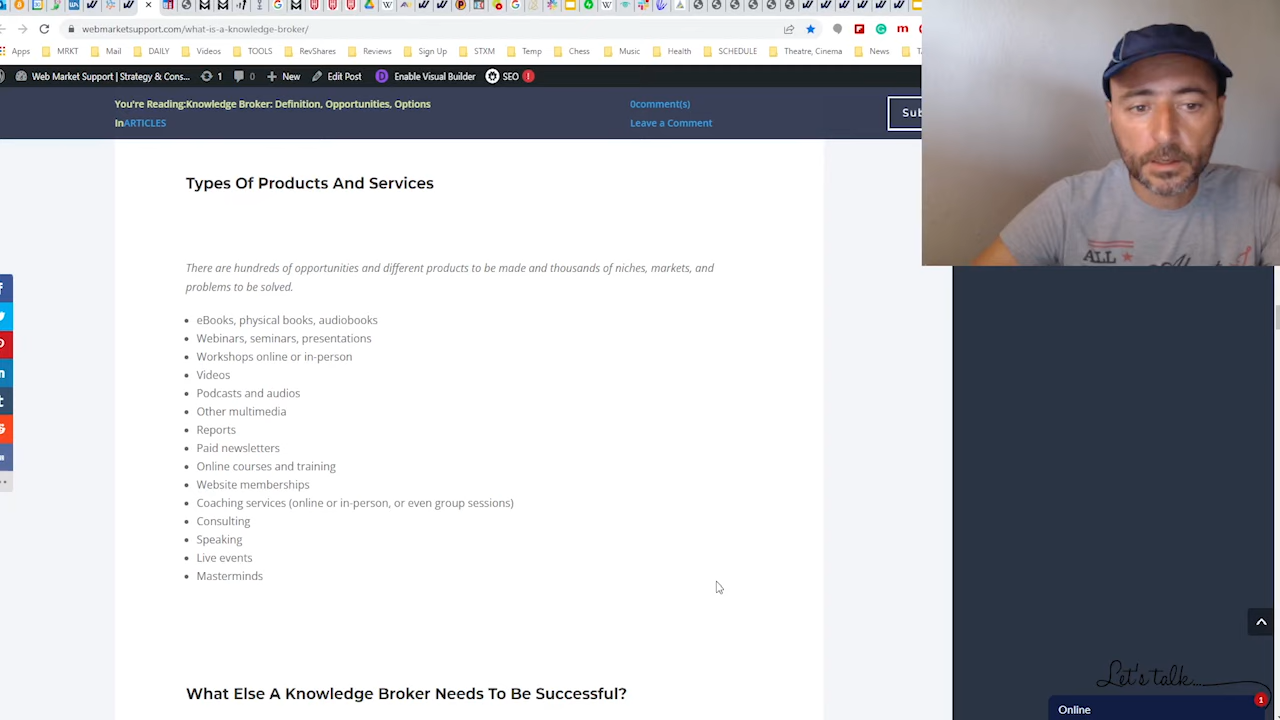 webmarketsupport.com/what-is-a-knowledge-broker/
Apps MRKT Mail DAILY Videos TOOLS RevShares Reviews Sign Up STXM Temp Chess Music Health SCHEDULE Theatre, Cinema News
Web Market Support | Strategy & Cons... 1 0 New Edit Post Enable Visual Builder SEO !
You're Reading:Knowledge Broker: Definition, Opportunities, Options
InARTICLES
0comment(s)
Leave a Comment
Sub
Types Of Products And Services
There are hundreds of opportunities and different products to be made and thousands of niches, markets, and
problems to be solved.
eBooks, physical books, audiobooks
Webinars, seminars, presentations
Workshops online or in-person
Videos
Podcasts and audios
Other multimedia
Reports
Paid newsletters
Online courses and training
Website memberships
Coaching services (online or in-person, or even group sessions)
Consulting
Speaking
Live events
Masterminds
What Else A Knowledge Broker Needs To Be Successful?
ALL
Let's talk....
Online
1